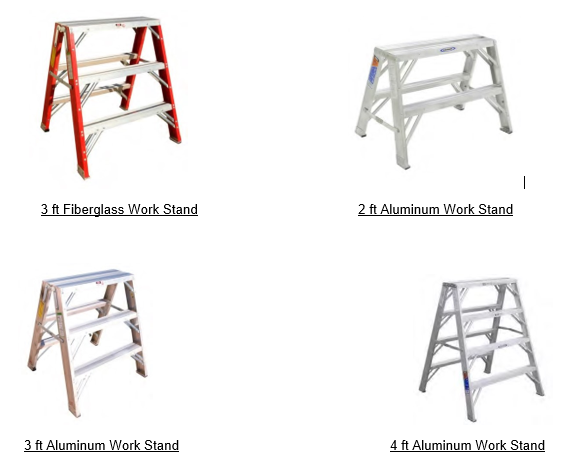 3 ft Fiberglass Work Stand
2 ft Aluminum Work Stand
3 ft Aluminum Work Stand
4 ft Aluminum Work Stand